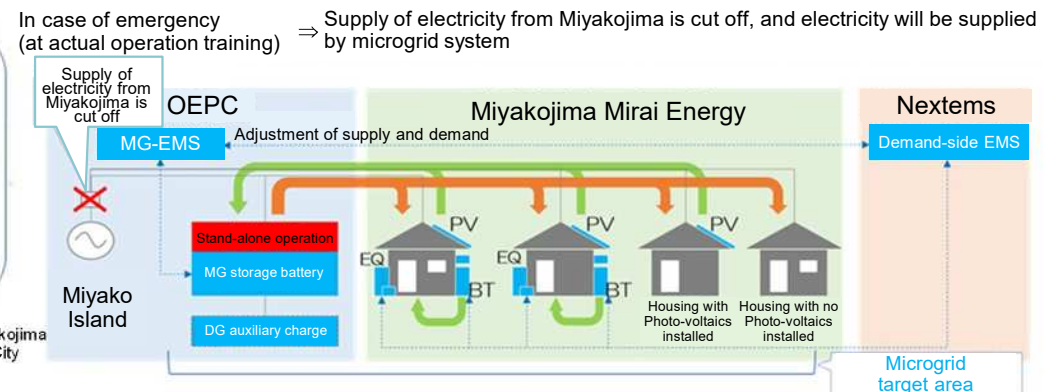 In case of emergency
(at actual operation training)
⇒
Supply of electricity from Miyakojima is cut off, and electricity will be supplied
by microgrid system
Supply of
electricity from
Miyakojima is
cut off
OEPC
Miyakojima Mirai Energy
Nextems
MG-EMS
Adjustment of supply and demand
Demand-side EMS
Stand-alone operation
MG storage battery
DG auxiliary charge
Miyako
Island
PV
EQ
BT
PV
EQ
BT
PV
Housing with
Photo-voltaics
installed
Housing with no
Photo-voltaics
installed
kojima
City
Microgrid
target area